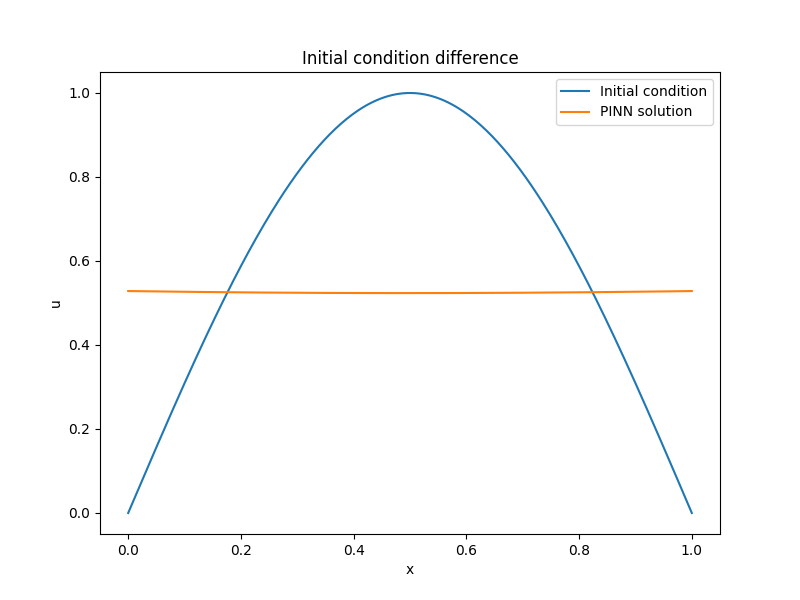 Initial condition difference
Initial condition
PINN solution
1.0
0.8
0.6
0.4
0.2
0.0
u
0.0 0.2 0.4 0.6 0.8 1.0
x